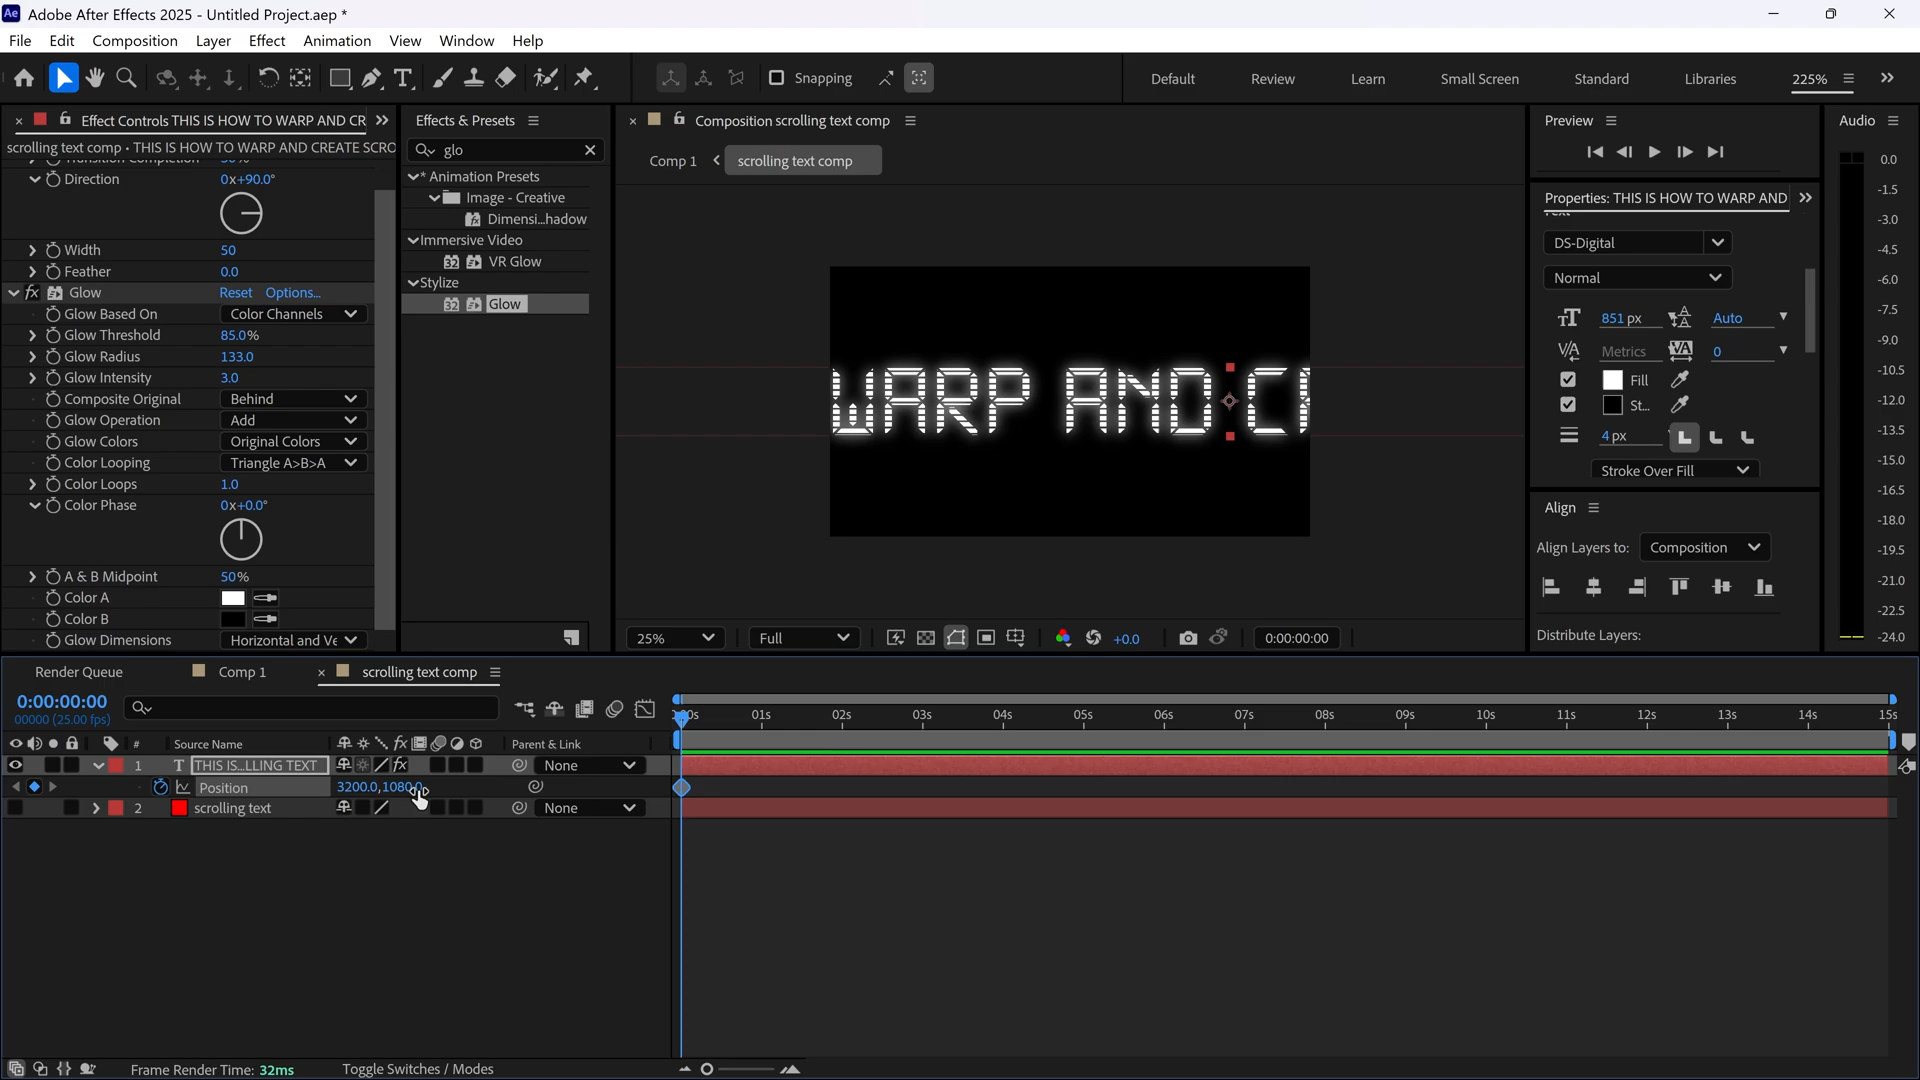 Ae Adobe After Effects 2025 - Untitled Project.aep *
File Edit Composition Layer Effect Animation View Window Help
Snapping Default Review Learn Small Screen Standard Libraries 225%
Effect Controls THIS IS HOW TO WARP AND CR
scrolling text comp • THIS IS HOW TO WARP AND CREATE SCRO
Direction 0x+90.0°
Width 50
Feather 0.0
fx Glow Reset Options...
Glow Based On Color Channels
Glow Threshold 85.0%
Glow Radius 133.0
Glow Intensity 3.0
Composite Original Behind
Glow Operation Add
Glow Colors Original Colors
Color Looping Triangle A>B>A
Color Loops 1.0
Color Phase 0x+0.0°
A & B Midpoint 50%
Color A
Color B
Glow Dimensions Horizontal and Ve
Effects & Presets
glo
* Animation Presets
Image - Creative
Dimensi...hadow
Immersive Video
32 VR Glow
Stylize
32 Glow
Composition scrolling text comp
Comp 1 scrolling text comp
WARP AND CR
25% Full +0.0 0:00:00:00
Preview
Properties: THIS IS HOW TO WARP AND
DS-Digital
Normal
851 px Auto
Metrics 0
Fill
St...
4 px
Stroke Over Fill
Align
Align Layers to: Composition
Distribute Layers:
Audio
0.0
-1.5
-3.0
-4.5
-6.0
-7.5
-9.0
-10.5
-12.0
-13.5
-15.0
-16.5
-18.0
-19.5
-21.0
-22.5
-24.0
Render Queue Comp 1 scrolling text comp
0:00:00:00
00000 (25.00 fps)
01s 02s 03s 04s 05s 06s 07s 08s 09s 10s 11s 12s 13s 14s 15s
# Source Name fx Parent & Link
1 T THIS IS...LLING TEXT fx None
Position 3200.0,1080.0
2 scrolling text None
Frame Render Time: 32ms Toggle Switches / Modes